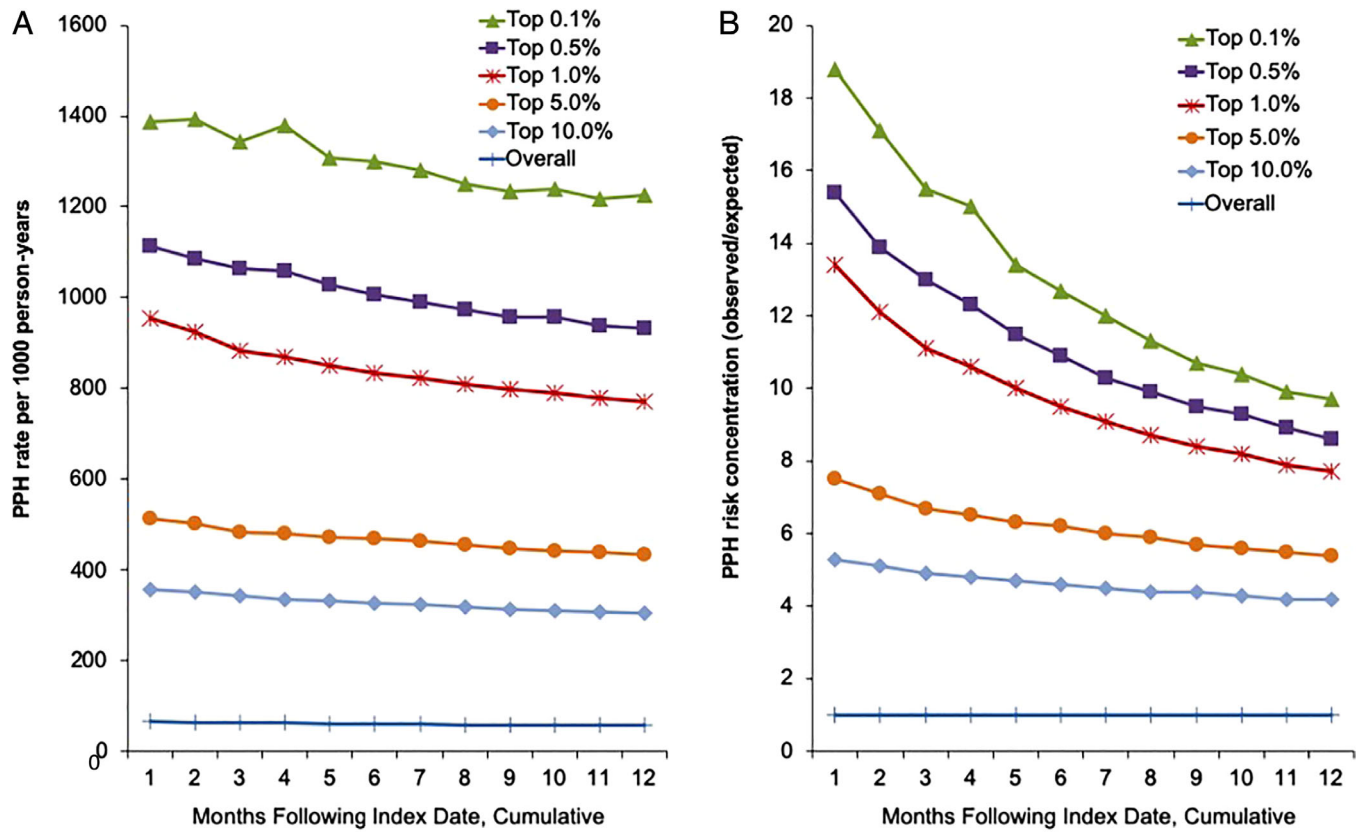 A
PPH rate per 1000 person-years
1600
1400
1200
1000
800
600
400
200
0
0
Top 0.1%
Top 0.5%
Top 1.0%
Top 5.0%
Top 10.0%
Overall
1 2 3 4 5 6 7 8 9 10 11 12
Months Following Index Date, Cumulative
B
PPH risk concentration (observed/expected)
20
18
16
14
12
10
8
6
4
2
0
Top 0.1%
Top 0.5%
Top 1.0%
Top 5.0%
Top 10.0%
Overall
1 2 3 4 5 6 7 8 9 10 11 12
Months Following Index Date, Cumulative